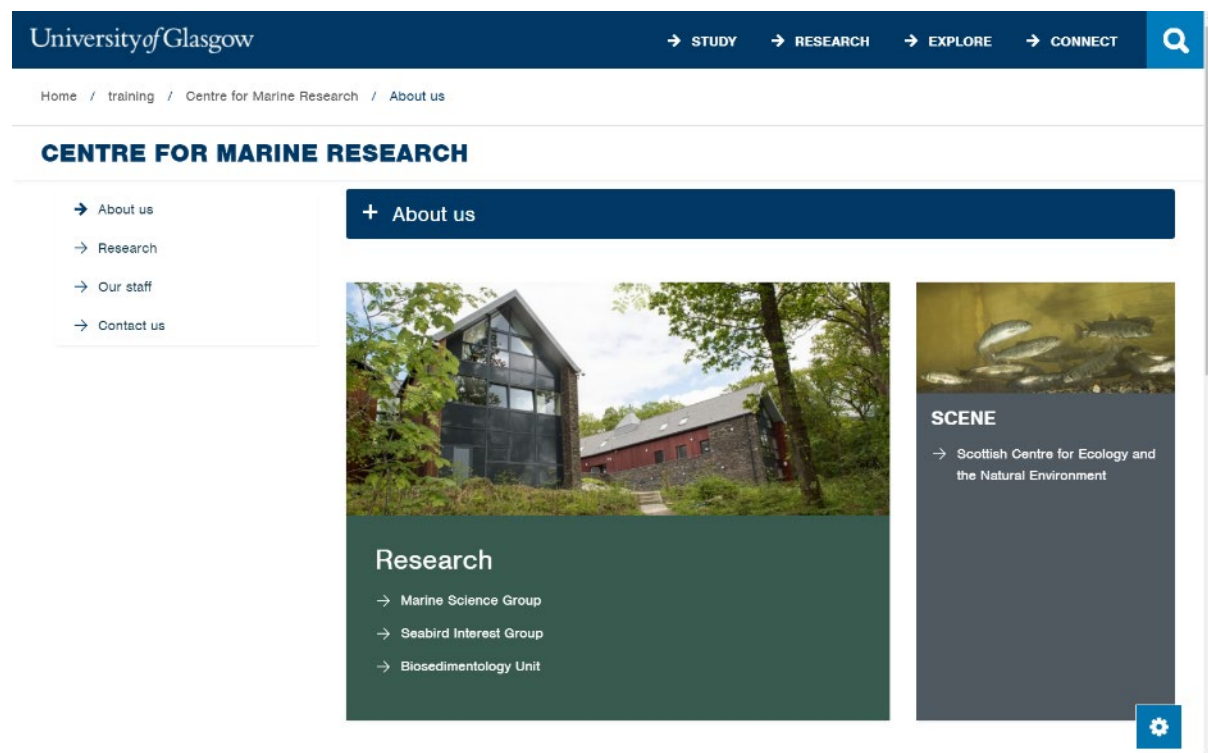 University of Glasgow
→ STUDY → RESEARCH → EXPLORE → CONNECT
Home / training / Centre for Marine Research / About us
CENTRE FOR MARINE RESEARCH
→ About us
→ Research
→ Our staff
→ Contact us
+ About us
Research
→ Marine Science Group
→ Seabird Interest Group
→ Biosedimentology Unit
SCENE
→ Scottish Centre for Ecology and
the Natural Environment